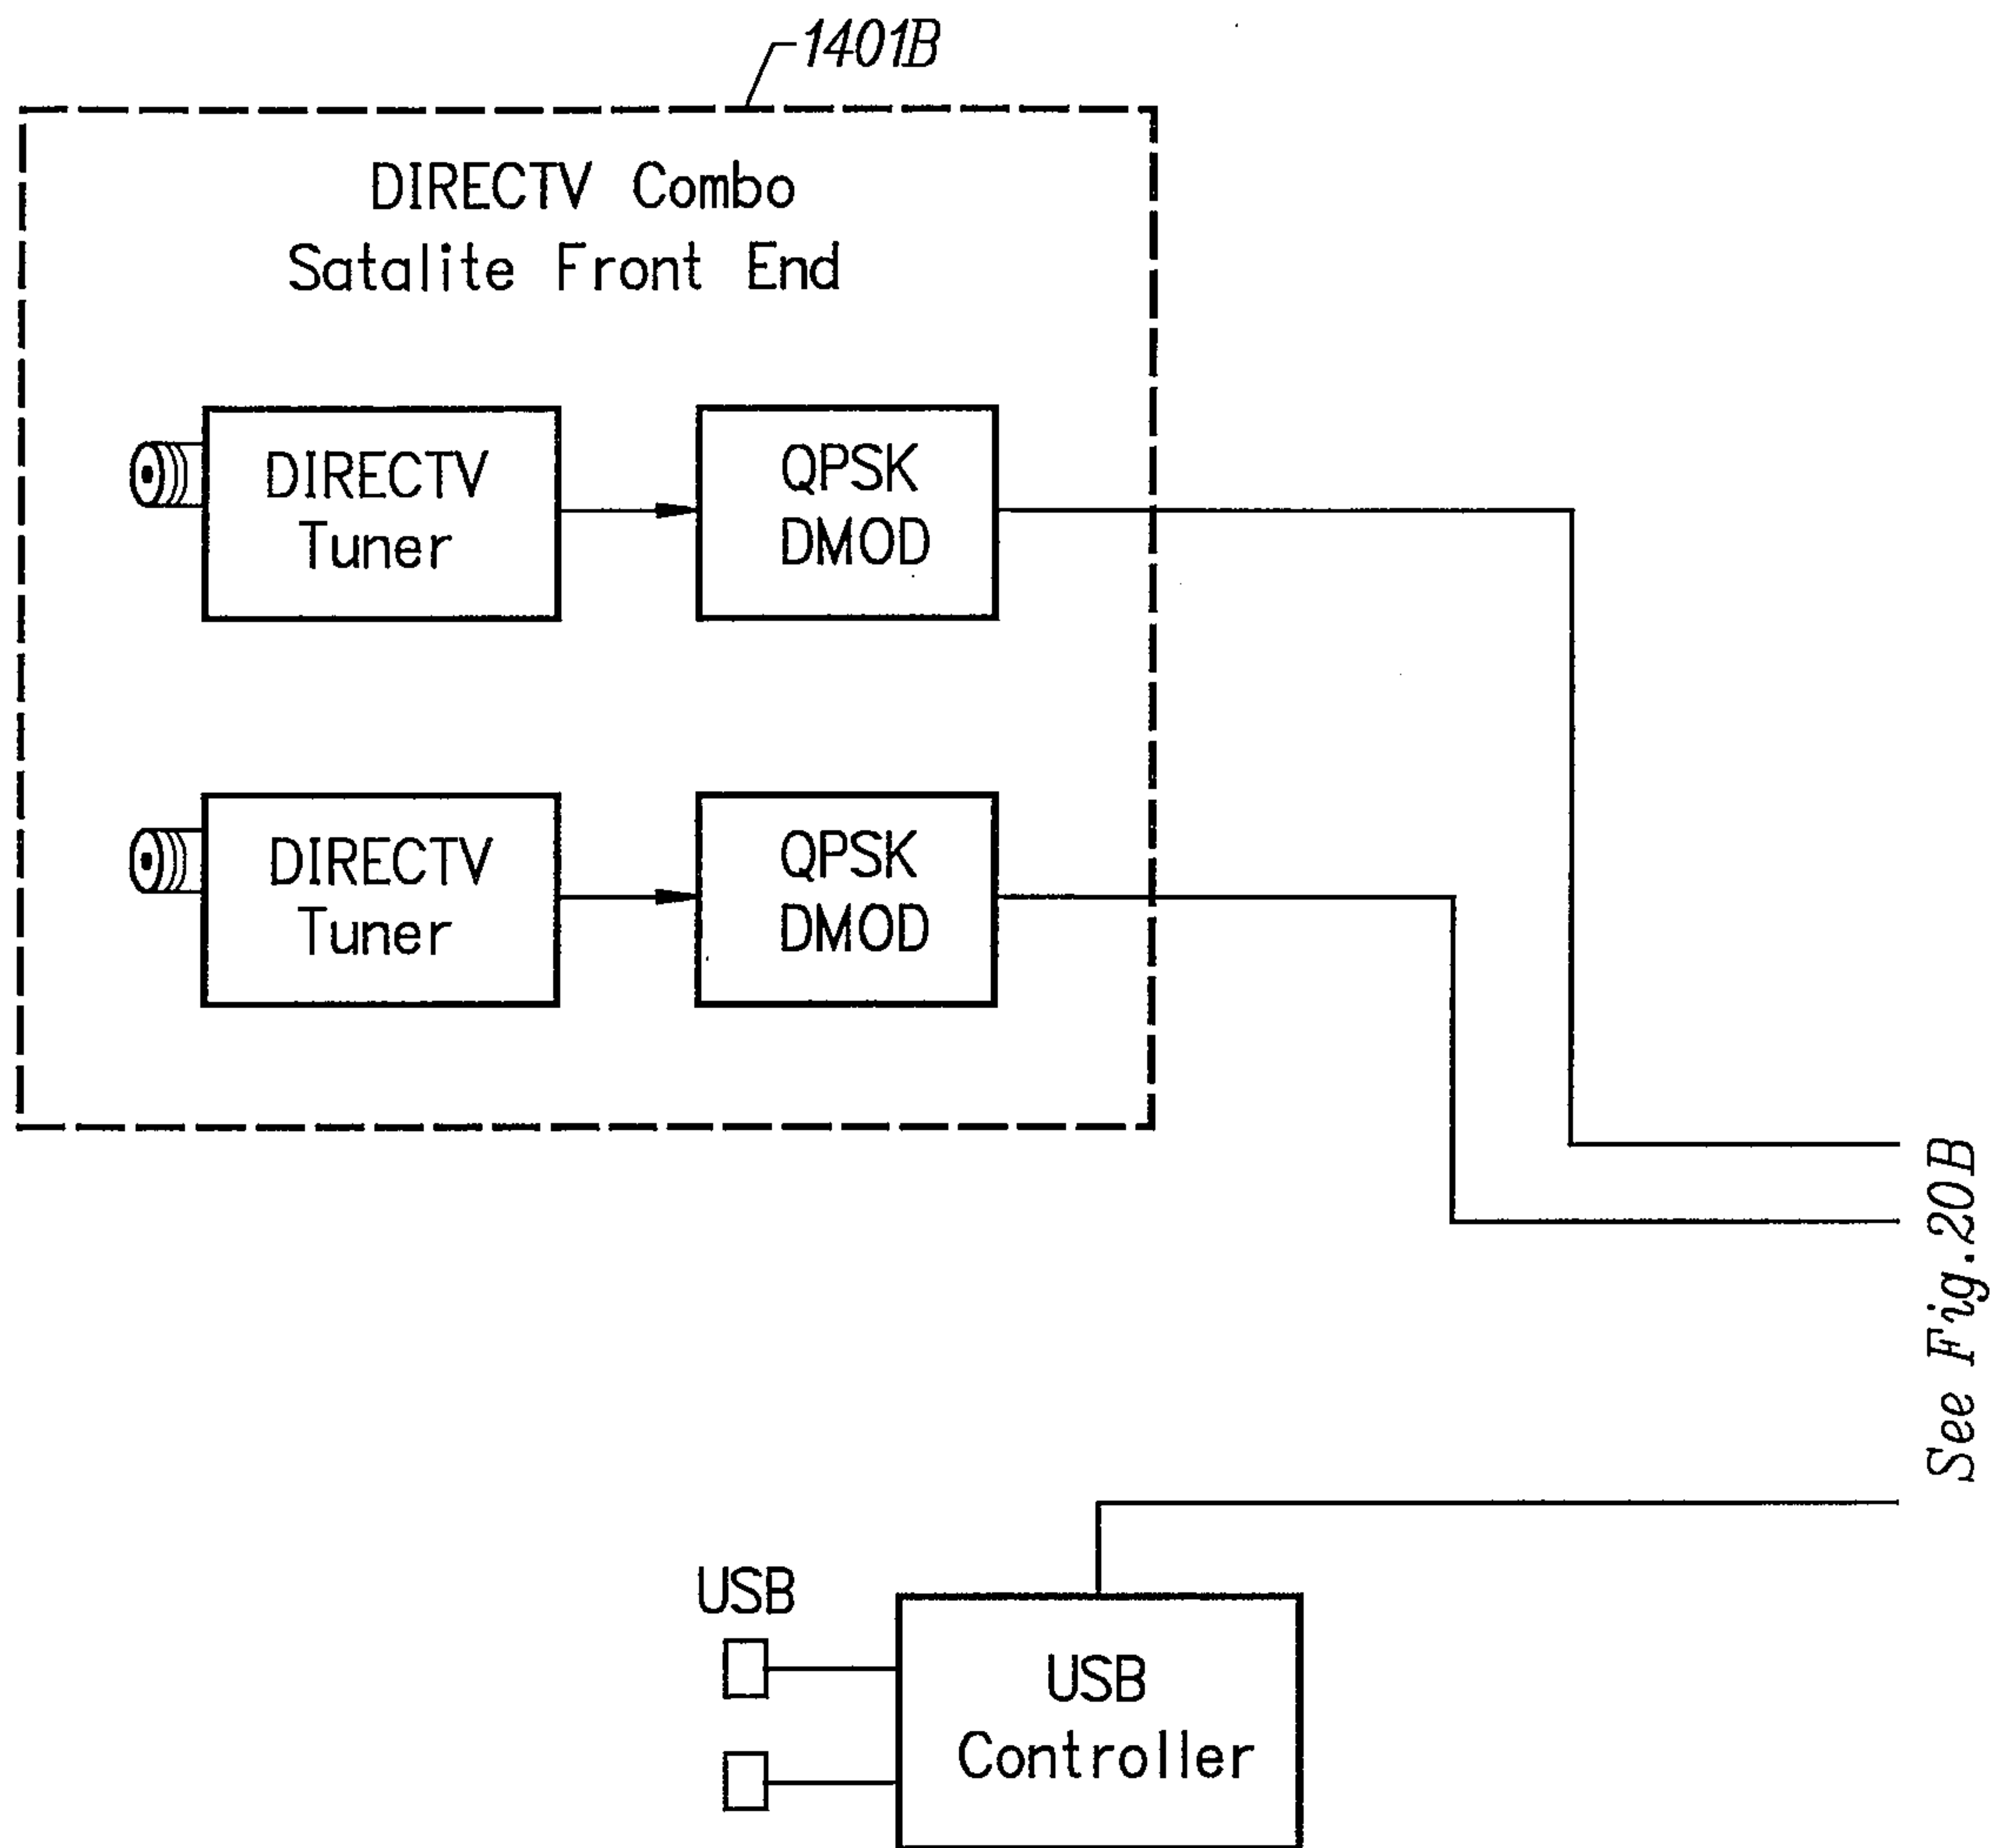 1401B
DIRECTV Combo
Satalite Front End
DIRECTV
Tuner
QPSK
DMOD
DIRECTV
Tuner
QPSK
DMOD
See Fig.20B
USB
USB
Controller